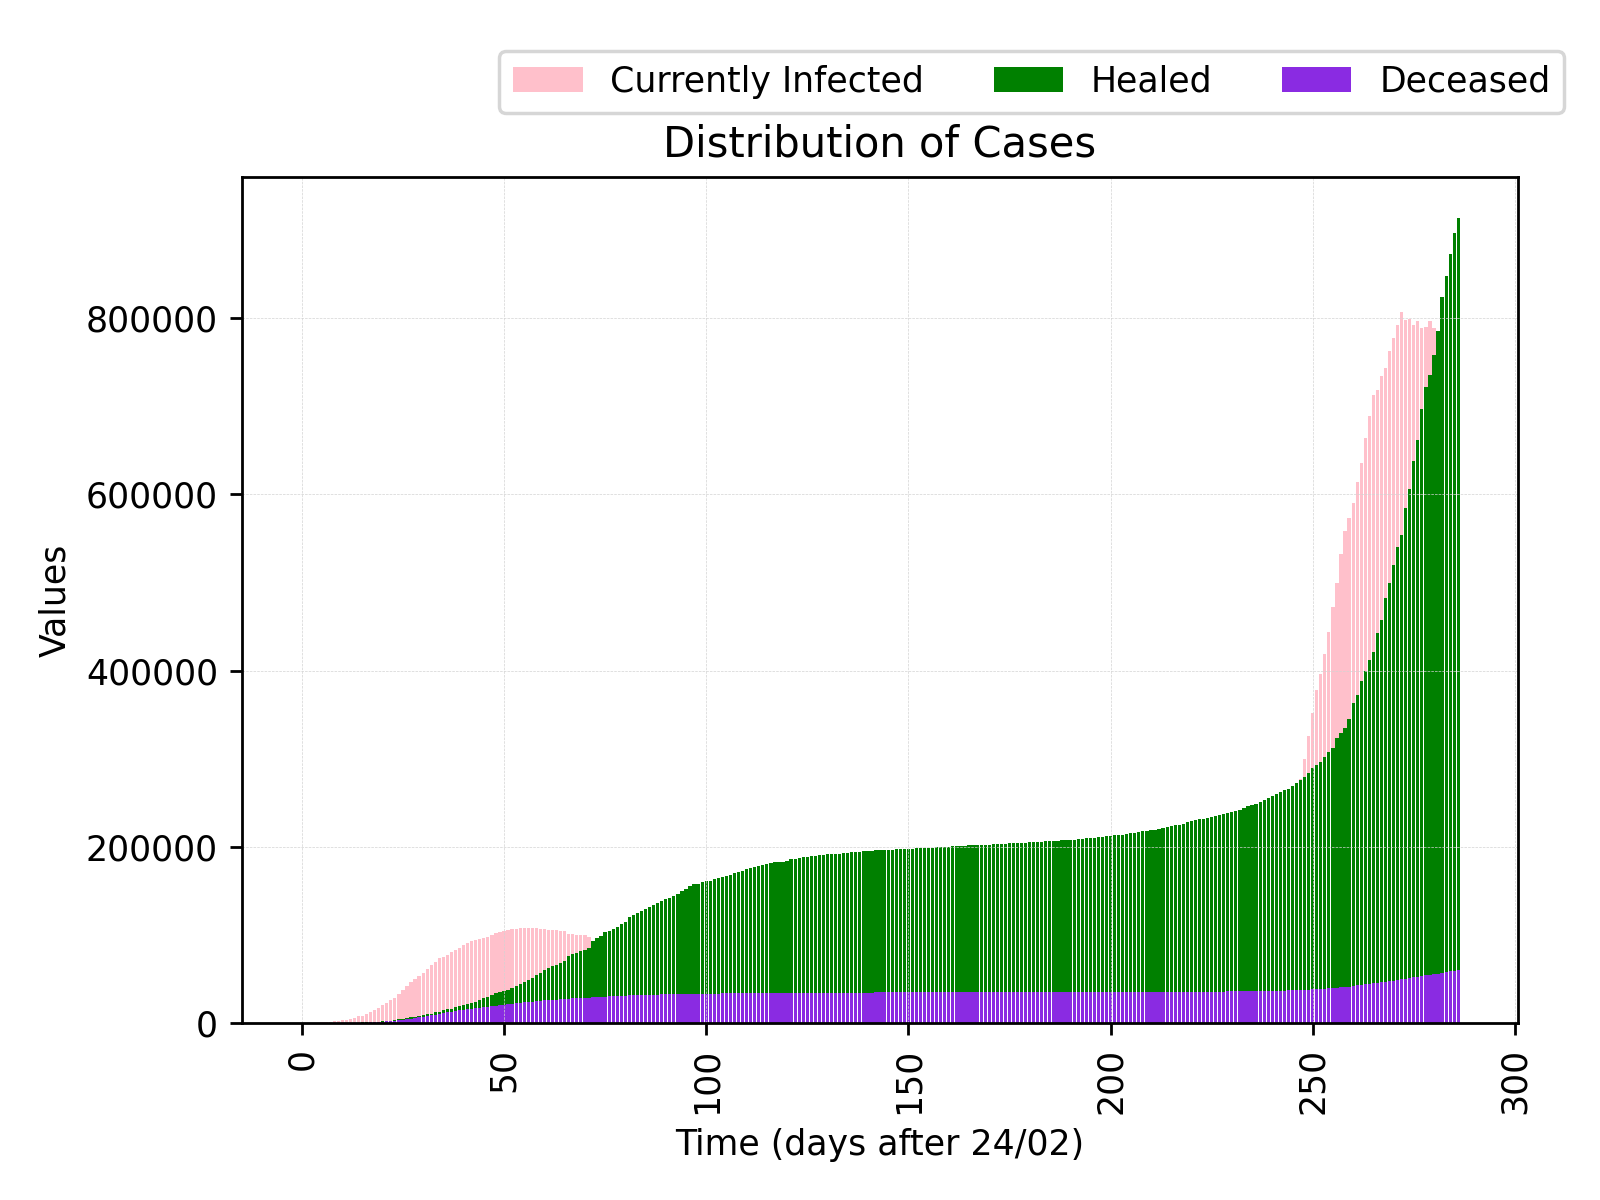 Currently Infected Healed Deceased
Distribution of Cases
Values
800000
600000
400000
200000
0
0 50 100 150 200 250 300
Time (days after 24/02)